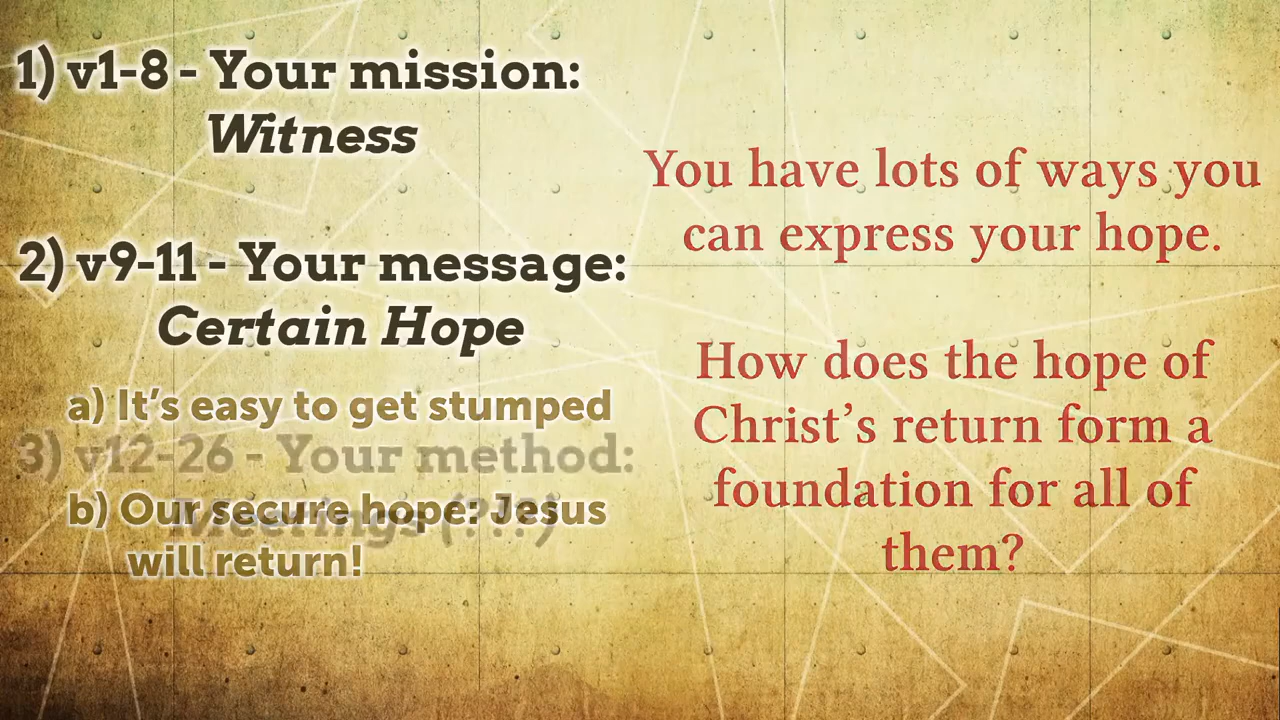 1) v1-8 - Your mission:
Witness
2) v9-11 - Your message:
Certain Hope
a) It's easy to get stumped
3) v12-26 - Your method:
b) Our secure hope: Jesus
Meetings (???)
will return!
You have lots of ways you
can express your hope.
How does the hope of
Christ's return form a
foundation for all of
them?